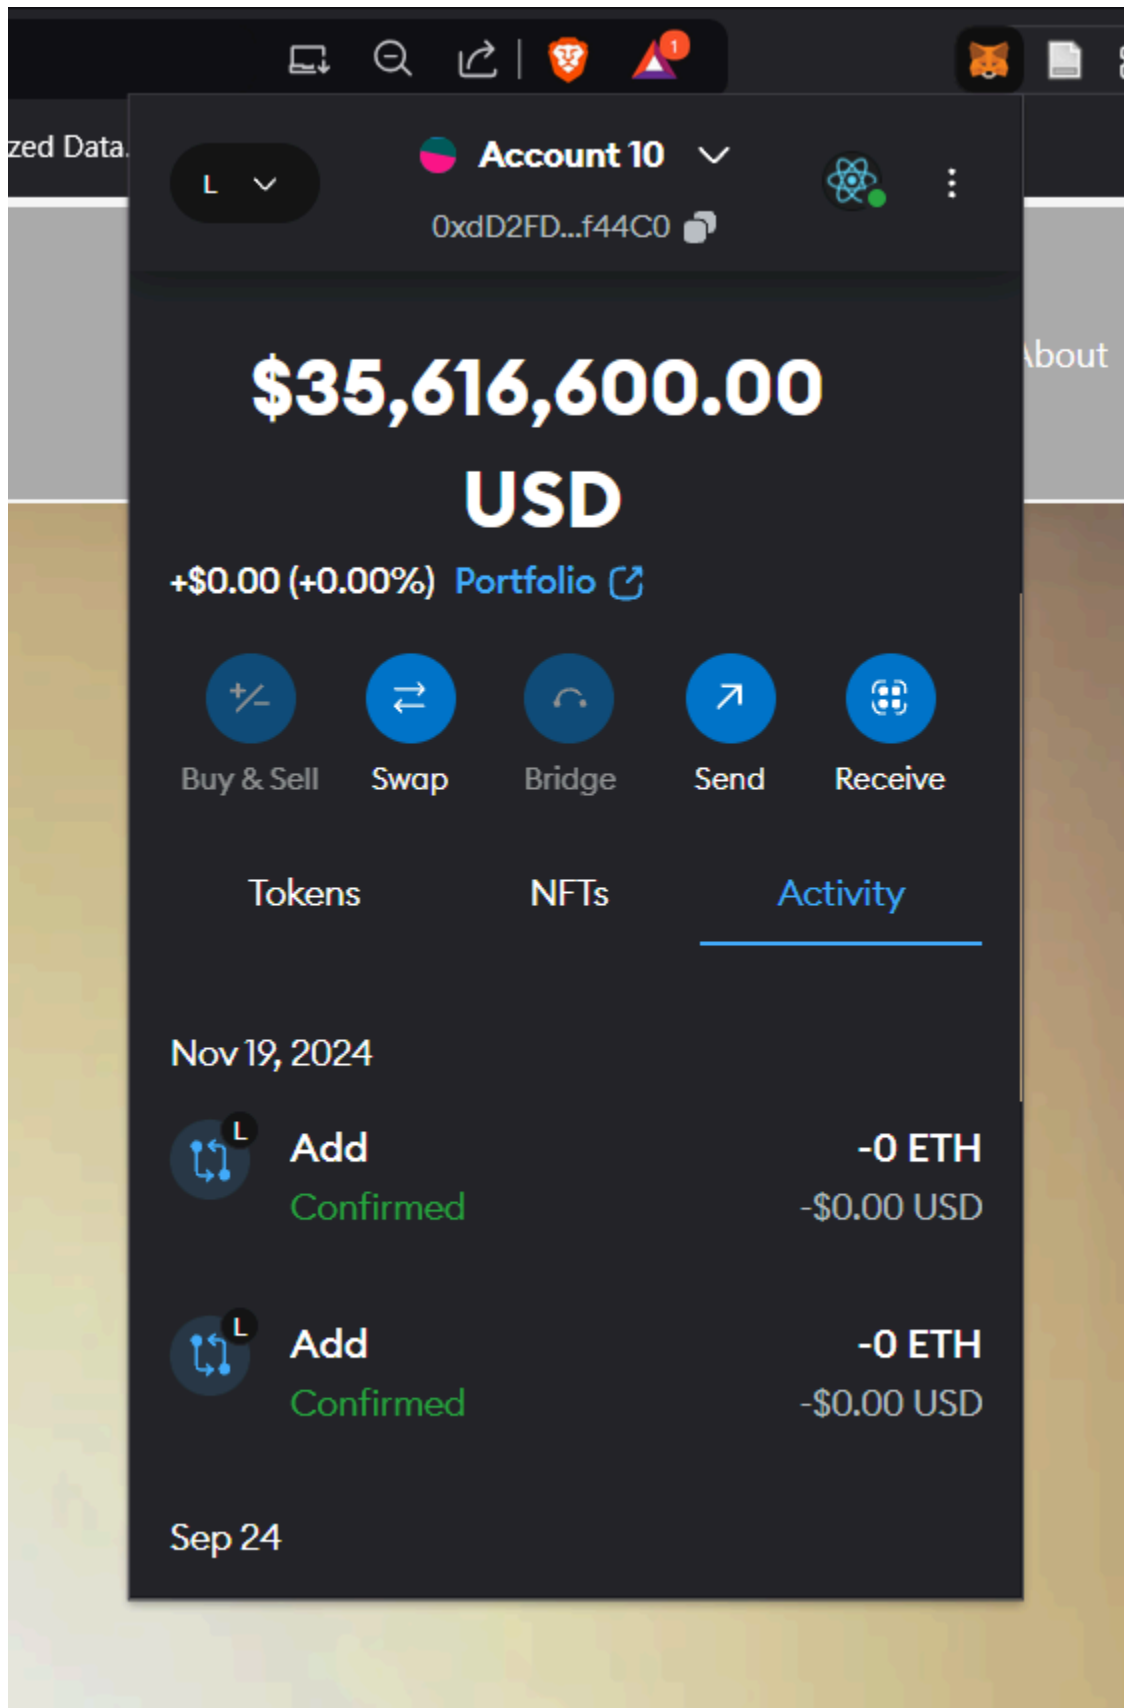 1
zed Data.
L
Account 10
0xdD2FD...f44C0
About
$35,616,600.00
USD
+$0.00 (+0.00%) Portfolio
Buy & Sell
Swap
Bridge
Send
Receive
Tokens
NFTs
Activity
Nov 19, 2024
L
Add
-0 ETH
Confirmed
-$0.00 USD
L
Add
-0 ETH
Confirmed
-$0.00 USD
Sep 24